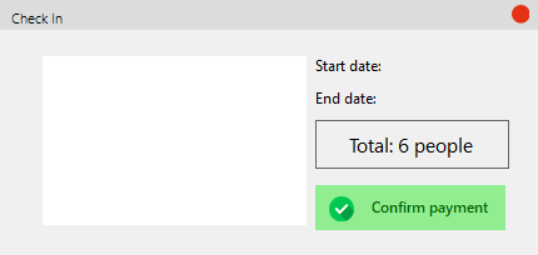 Check In
Start date:
End date:
Total: 6 people
Confirm payment